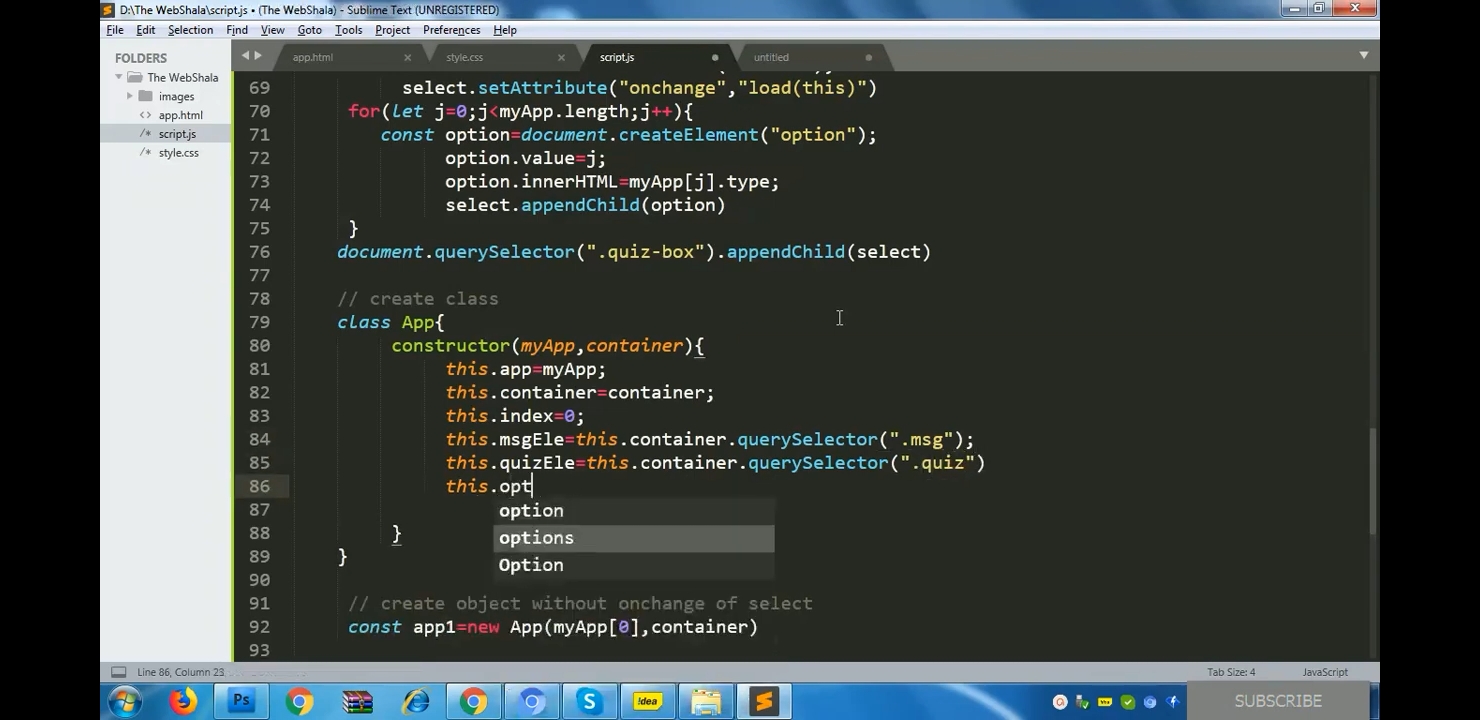 D:\The WebShala\script.js • (The WebShala) - Sublime Text (UNREGISTERED)
File Edit Selection Find View Goto Tools Project Preferences Help
FOLDERS
The WebShala
images
app.html
script.js
style.css
app.html style.css script.js untitled
69 select.setAttribute("onchange","load(this)")
70 for(let j=0;j<myApp.length;j++){
71 const option=document.createElement("option");
72 option.value=j;
73 option.innerHTML=myApp[j].type;
74 select.appendChild(option)
75 }
76 document.querySelector(".quiz-box").appendChild(select)
77
78 // create class
79 class App{
80 constructor(myApp,container){
81 this.app=myApp;
82 this.container=container;
83 this.index=0;
84 this.msgEle=this.container.querySelector(".msg");
85 this.quizEle=this.container.querySelector(".quiz")
86 this.opt
87 option
88 }
options
89 }
Option
90
91 // create object without onchange of select
92 const app1=new App(myApp[0],container)
93
Line 86, Column 23
Tab Size: 4 JavaScript
Ps !dea SUBSCRIBE